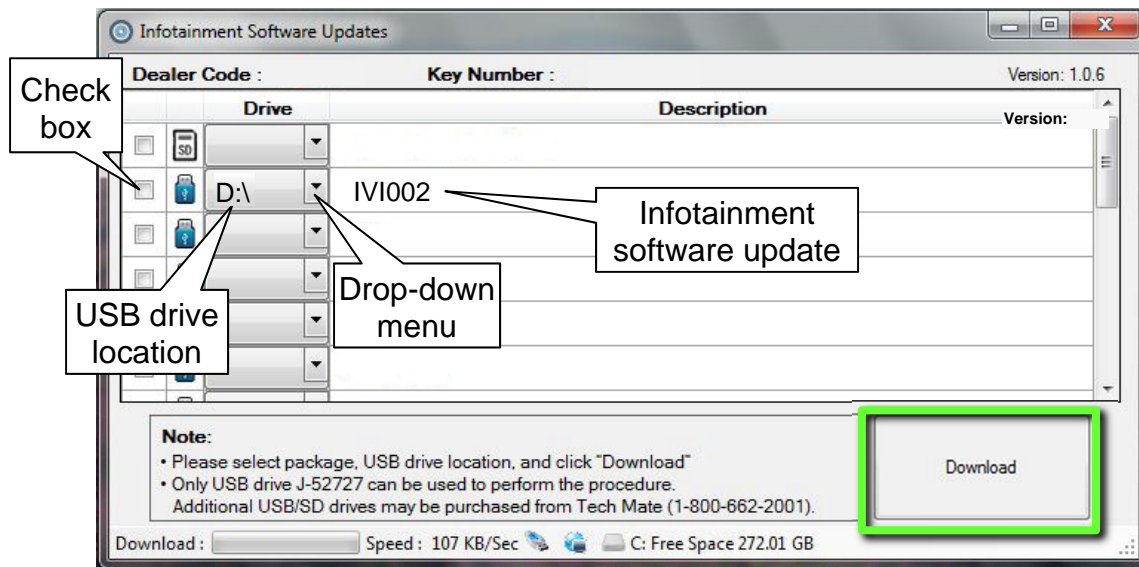 Infotainment Software Updates
Dealer Code :
Key Number :
Version: 1.0.6
Check
box
Drive
Description
Version:
SD
D:\
IVI002
Infotainment
software update
USB drive
location
Drop-down
menu
Note:
• Please select package, USB drive location, and click "Download"
• Only USB drive J-52727 can be used to perform the procedure.
Additional USB/SD drives may be purchased from Tech Mate (1-800-662-2001).
Download
Download :
Speed : 107 KB/Sec
C: Free Space 272.01 GB